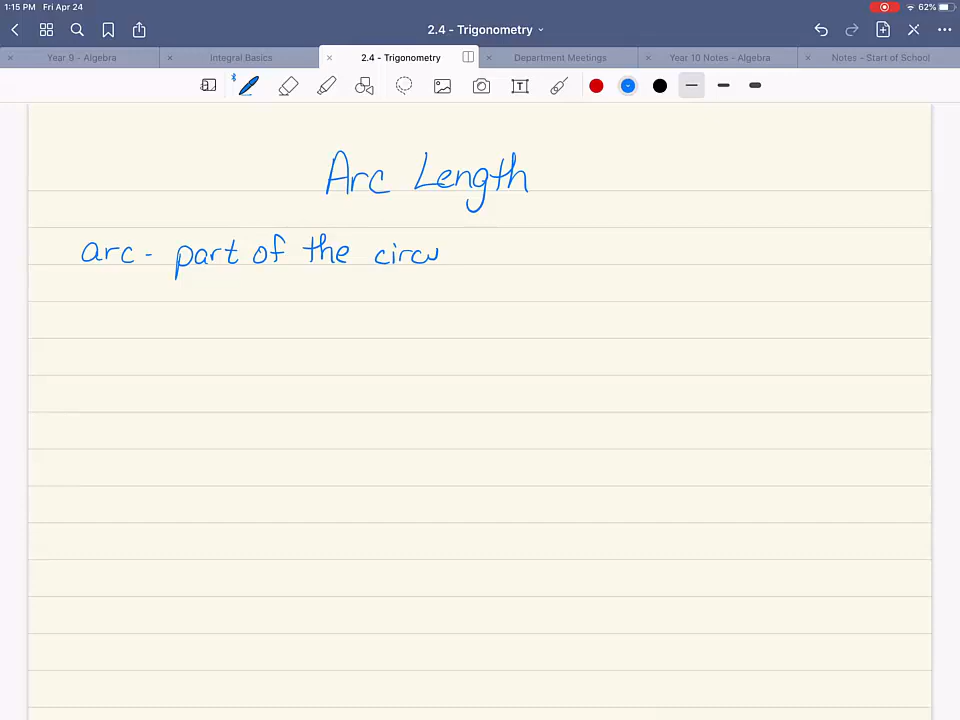 1:15 PM Fri Apr 24
62%
2.4 - Trigonometry
Year 9 - Algebra
Integral Basics
2.4 - Trigonometry
Department Meetings
Year 10 Notes - Algebra
Notes - Start of School
Arc Length
arc - part of the circu